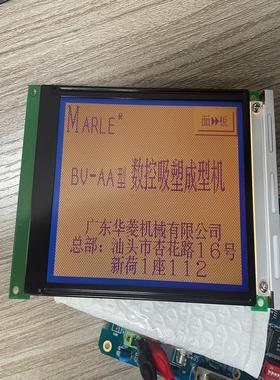 MARLE®
面▶▶板
BV-AA型 数控吸塑成型机
广东华菱机械有限公司
总部：汕头市杏花路16号
新荷1座112